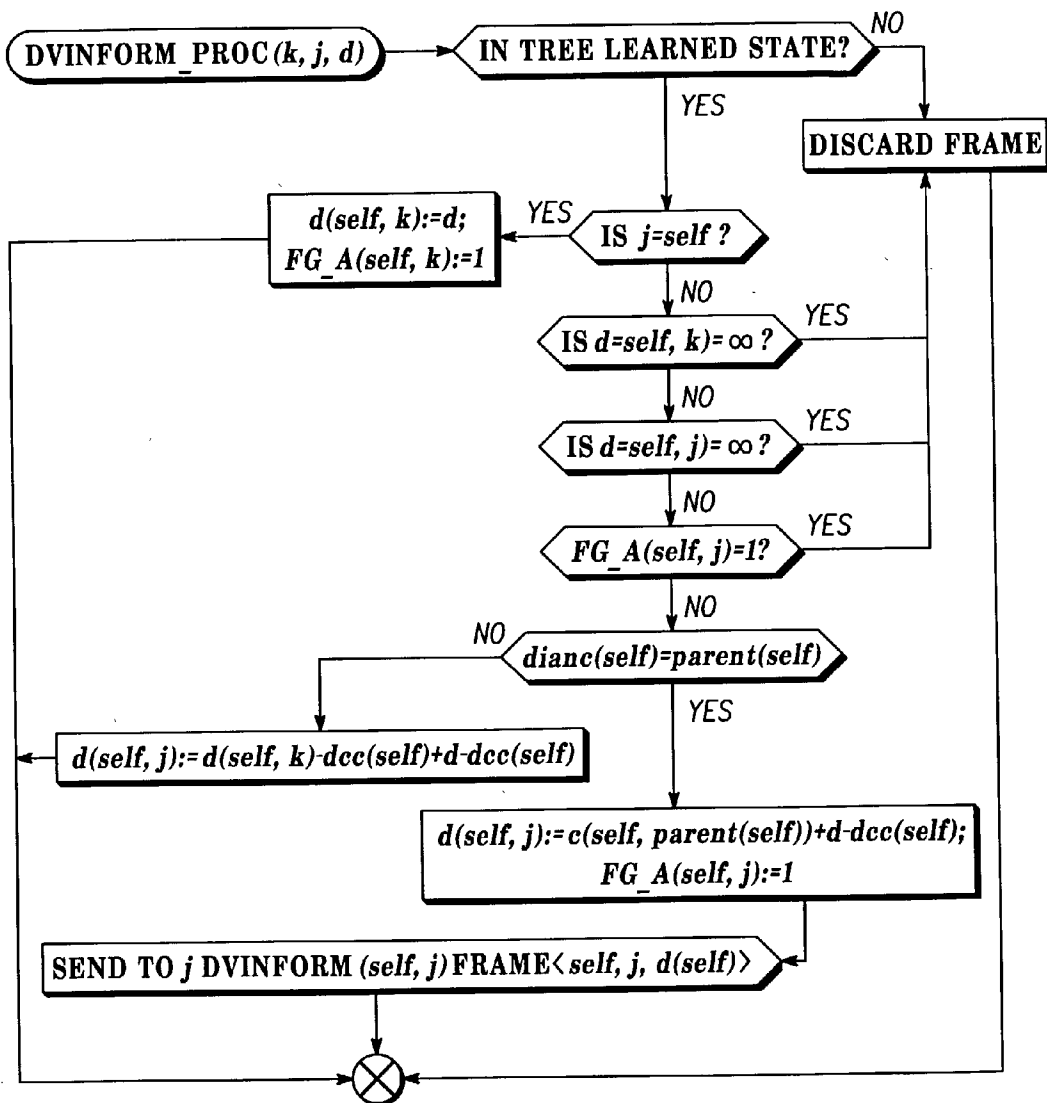 DVINFORM_PROC(k, j, d)
IN TREE LEARNED STATE?
NO
YES
DISCARD FRAME
d(self, k):=d;
FG_A(self, k):=1
YES
IS j=self ?
NO
IS d=self, k)=∞ ?
YES
NO
IS d=self, j)=∞ ?
YES
NO
FG_A(self, j)=1?
YES
NO
NO
dianc(self)=parent(self)
YES
d(self, j):=d(self, k)-dcc(self)+d-dcc(self)
d(self, j):=c(self, parent(self))+d-dcc(self);
FG_A(self, j):=1
SEND TO j DVINFORM (self, j) FRAME<self, j, d(self)>